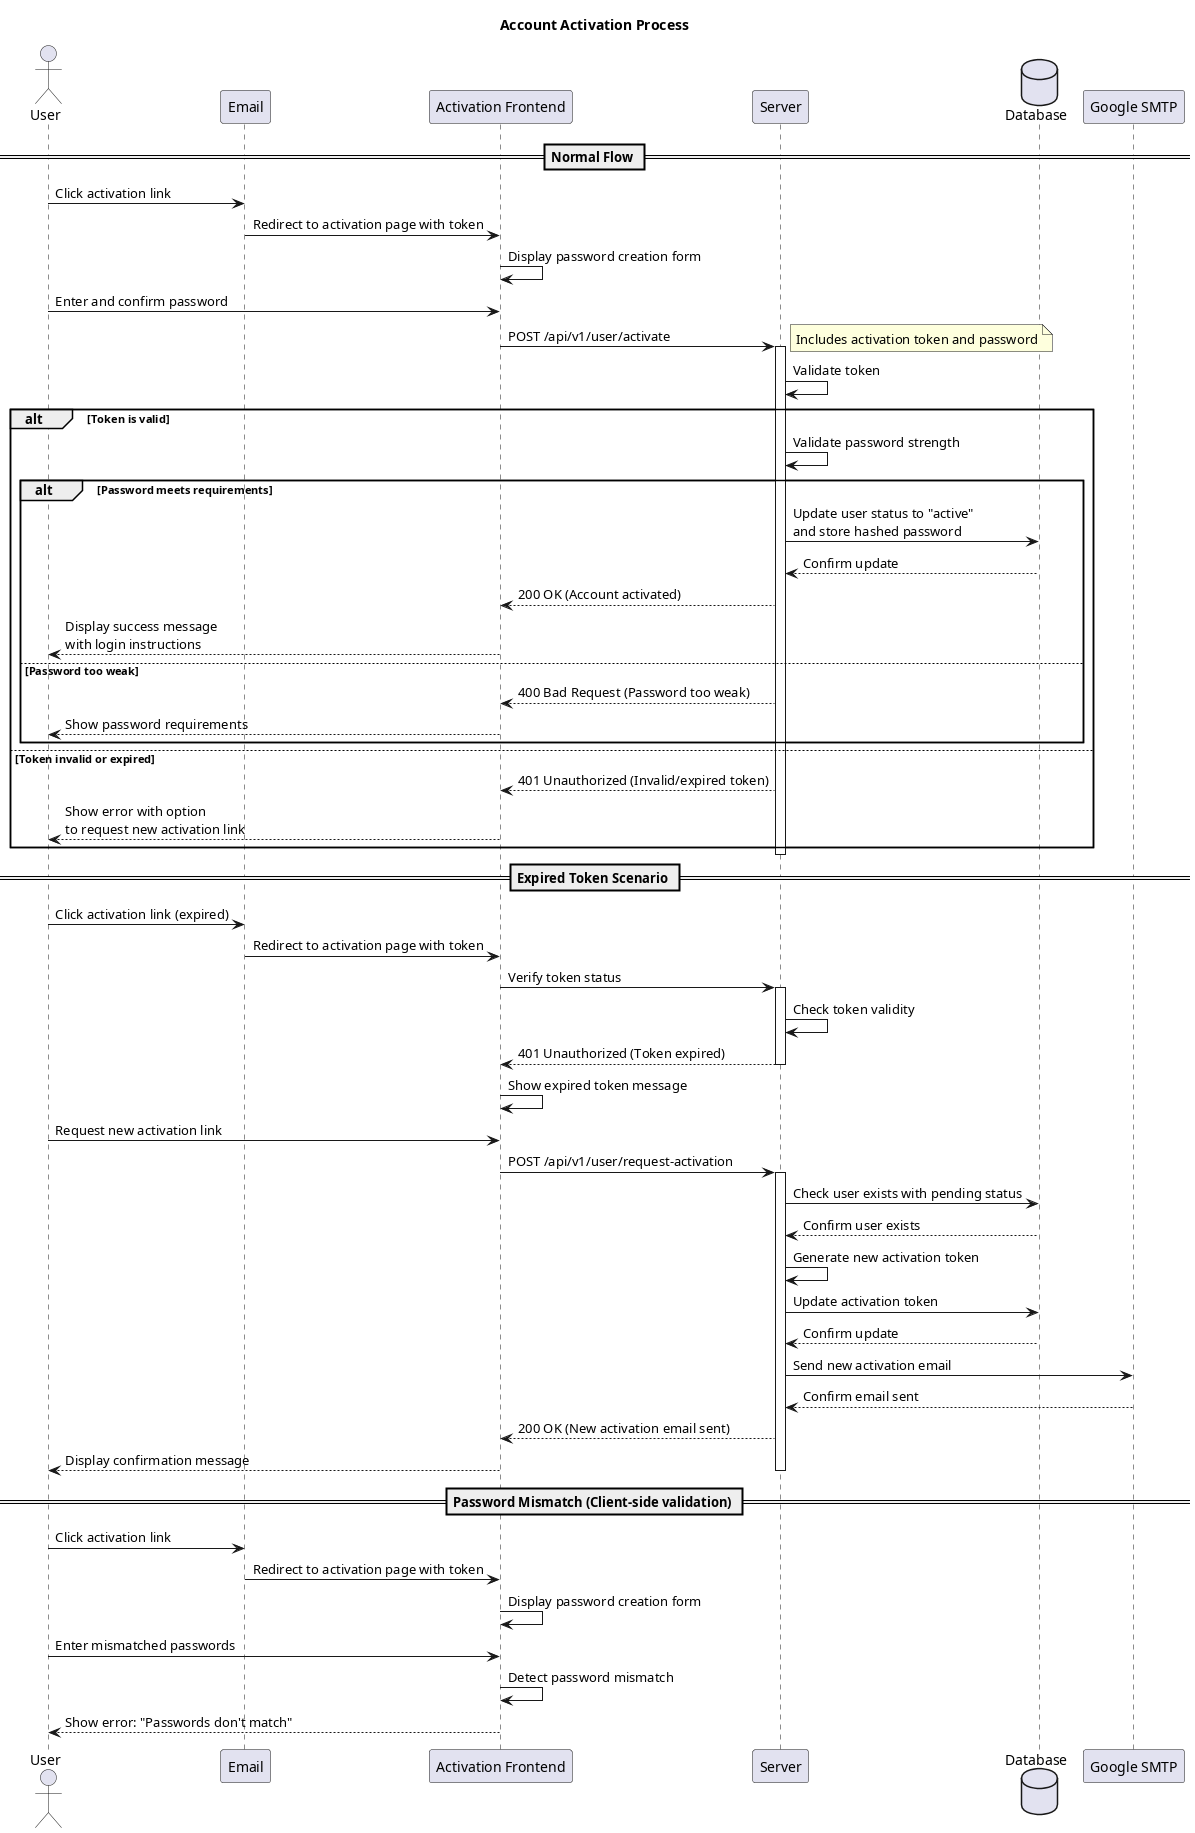 Account Activation Process
User
Email
Activation Frontend
Server
Database
Google SMTP
Normal Flow
Click activation link
Redirect to activation page with token
Display password creation form
Enter and confirm password
POST /api/v1/user/activate
Includes activation token and password
Validate token
alt
[Token is valid]
Validate password strength
alt
[Password meets requirements]
Update user status to "active"
and store hashed password
Confirm update
200 OK (Account activated)
Display success message
with login instructions
[Password too weak]
400 Bad Request (Password too weak)
Show password requirements
[Token invalid or expired]
401 Unauthorized (Invalid/expired token)
Show error with option
to request new activation link
Expired Token Scenario
Click activation link (expired)
Redirect to activation page with token
Verify token status
Check token validity
401 Unauthorized (Token expired)
Show expired token message
Request new activation link
POST /api/v1/user/request-activation
Check user exists with pending status
Confirm user exists
Generate new activation token
Update activation token
Confirm update
Send new activation email
Confirm email sent
200 OK (New activation email sent)
Display confirmation message
Password Mismatch (Client-side validation)
Click activation link
Redirect to activation page with token
Display password creation form
Enter mismatched passwords
Detect password mismatch
Show error: "Passwords don't match"
User
Email
Activation Frontend
Server
Database
Google SMTP